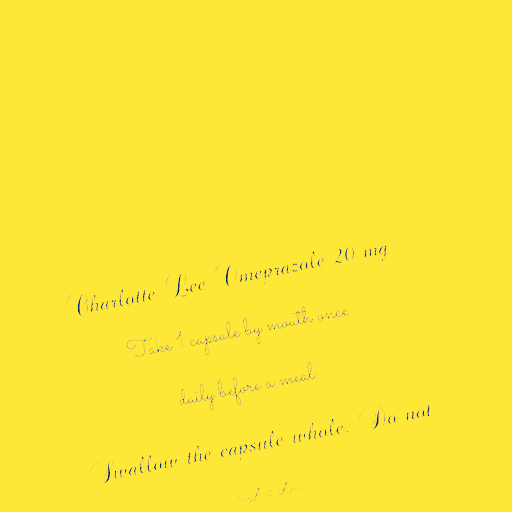 Charlotte Lee Omeprazole 20 mg
Take 1 capsule by mouth once
daily before a meal
Swallow the capsule whole. Do not